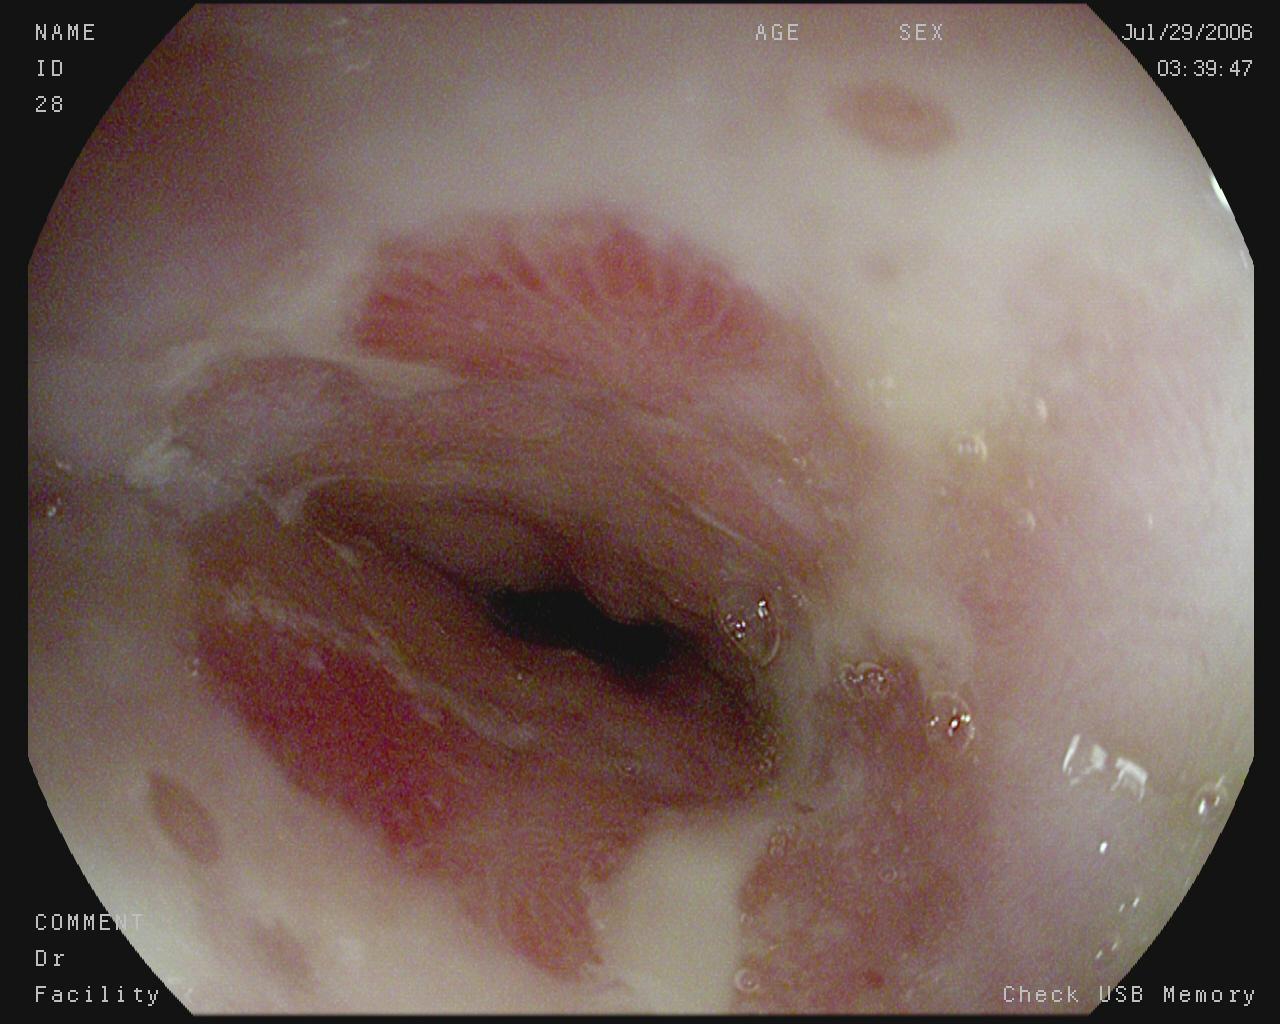 NAME AGE SEX Jul/29/2006
ID 03:39:47
28
COMMENT
Dr
Facility Check USB Memory